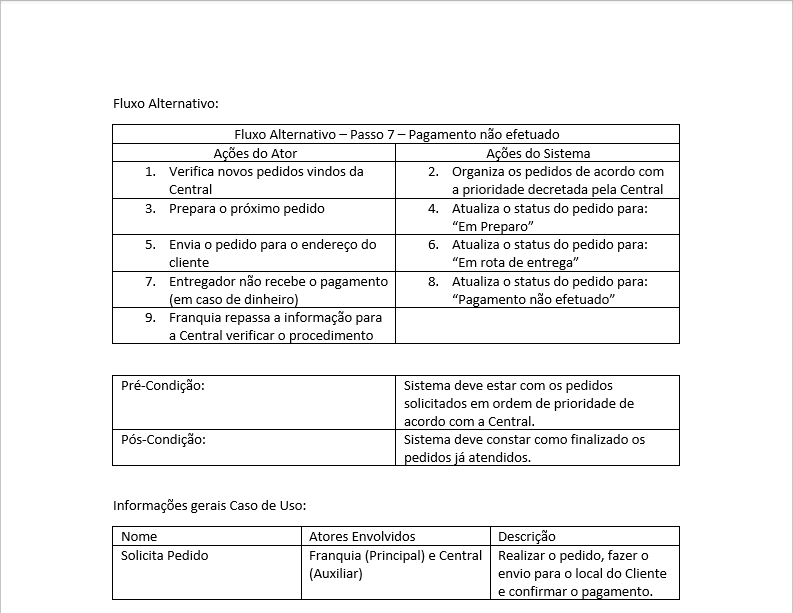 Fluxo Alternativo:
Fluxo Alternativo – Passo 7 – Pagamento não efetuado
Ações do Ator
Ações do Sistema
1. Verifica novos pedidos vindos da
Central
2. Organiza os pedidos de acordo com
a prioridade decretada pela Central
3. Prepara o próximo pedido
4. Atualiza o status do pedido para:
“Em Preparo”
5. Envia o pedido para o endereço do
cliente
6. Atualiza o status do pedido para:
“Em rota de entrega”
7. Entregador não recebe o pagamento
(em caso de dinheiro)
8. Atualiza o status do pedido para:
“Pagamento não efetuado”
9. Franquia repassa a informação para
a Central verificar o procedimento
Pré-Condição:
Sistema deve estar com os pedidos
solicitados em ordem de prioridade de
acordo com a Central.
Pós-Condição:
Sistema deve constar como finalizado os
pedidos já atendidos.
Informações gerais Caso de Uso:
Nome
Atores Envolvidos
Descrição
Solicita Pedido
Franquia (Principal) e Central
(Auxiliar)
Realizar o pedido, fazer o
envio para o local do Cliente
e confirmar o pagamento.